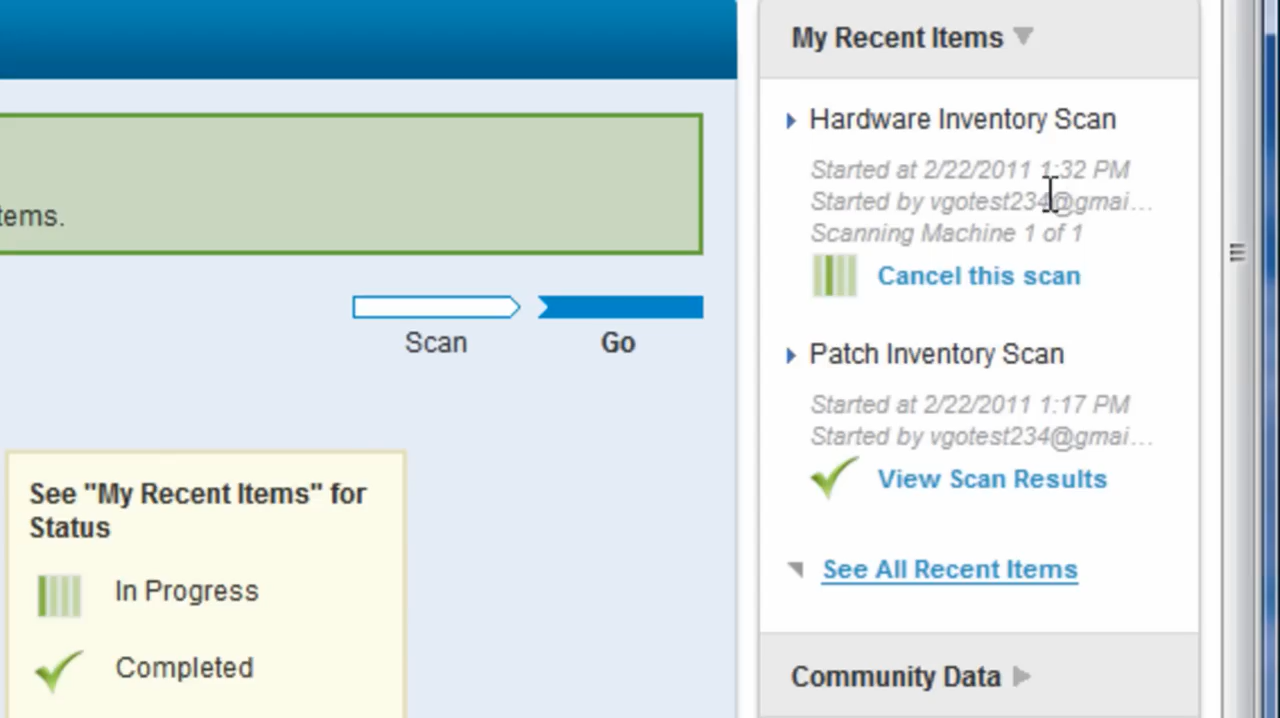 My Recent Items
Hardware Inventory Scan
Started at 2/22/2011 1:32 PM
Started by vgotest234@gmai...
Scanning Machine 1 of 1
Cancel this scan
Patch Inventory Scan
Started at 2/22/2011 1:17 PM
Started by vgotest234@gmai...
View Scan Results
See All Recent Items
Community Data
tems.
Scan
Go
See "My Recent Items" for
Status
In Progress
Completed